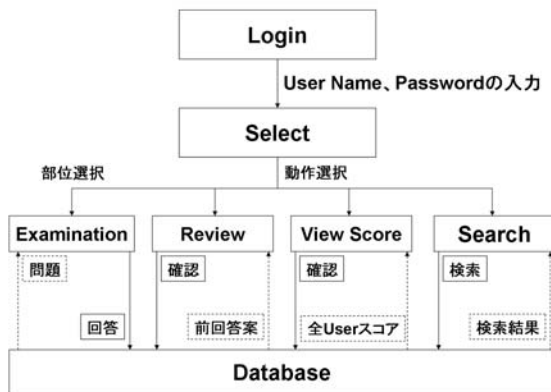 Login
User Name、Passwordの入力
Select
部位選択
動作選択
Examination
Review
View Score
Search
問題
確認
確認
検索
回答
前回答案
全Userスコア
検索結果
Database